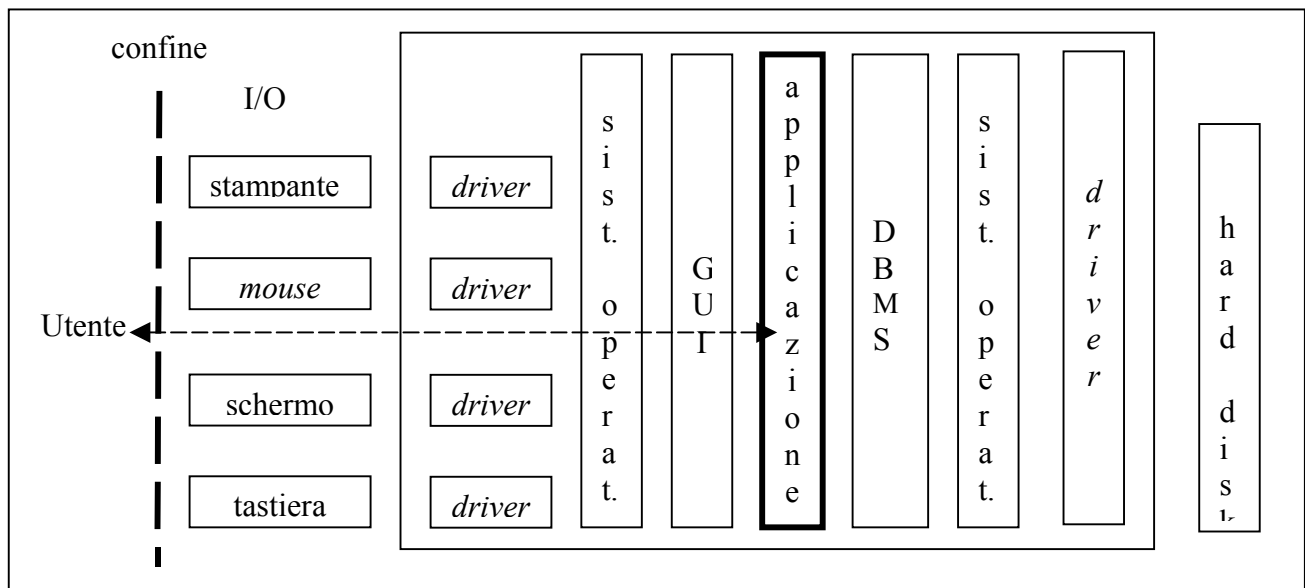 confine
I/O
stampante
mouse
schermo
tastiera
Utente
driver
driver
driver
driver
sist. operat.
GUI
applicazione
DBMS
sist. operat.
driver
hard disk